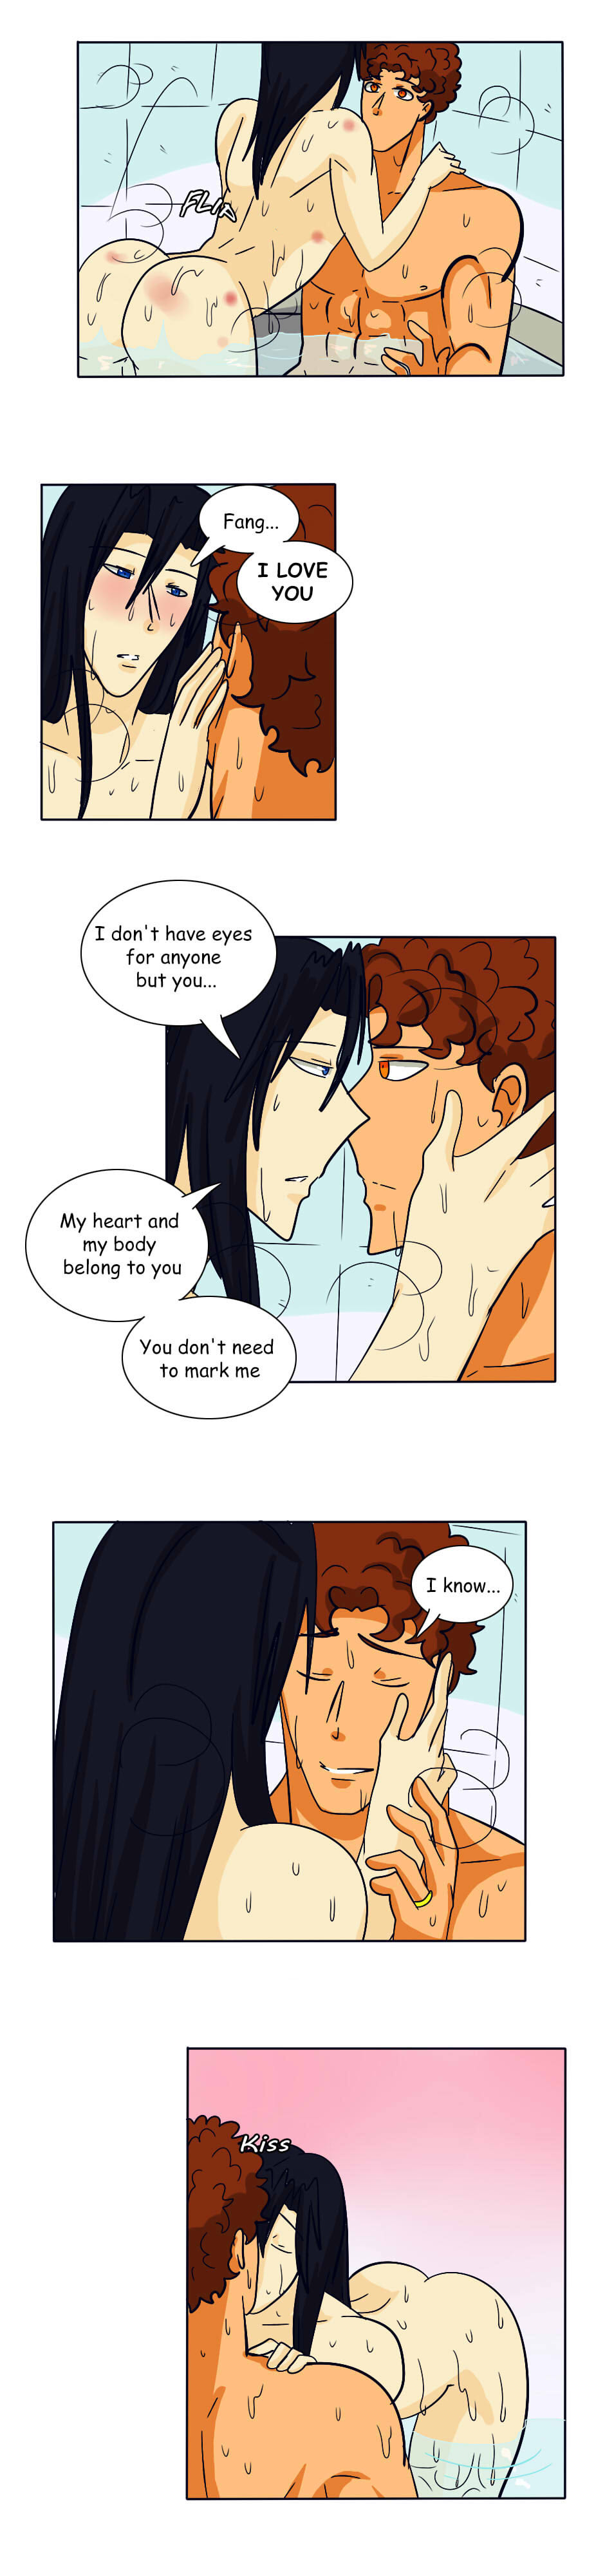 FLIP
Fang...
I LOVE
YOU
I don't have eyes
for anyone
but you...
My heart and
my body
belong to you
You don't need
to mark me
I know...
Kiss